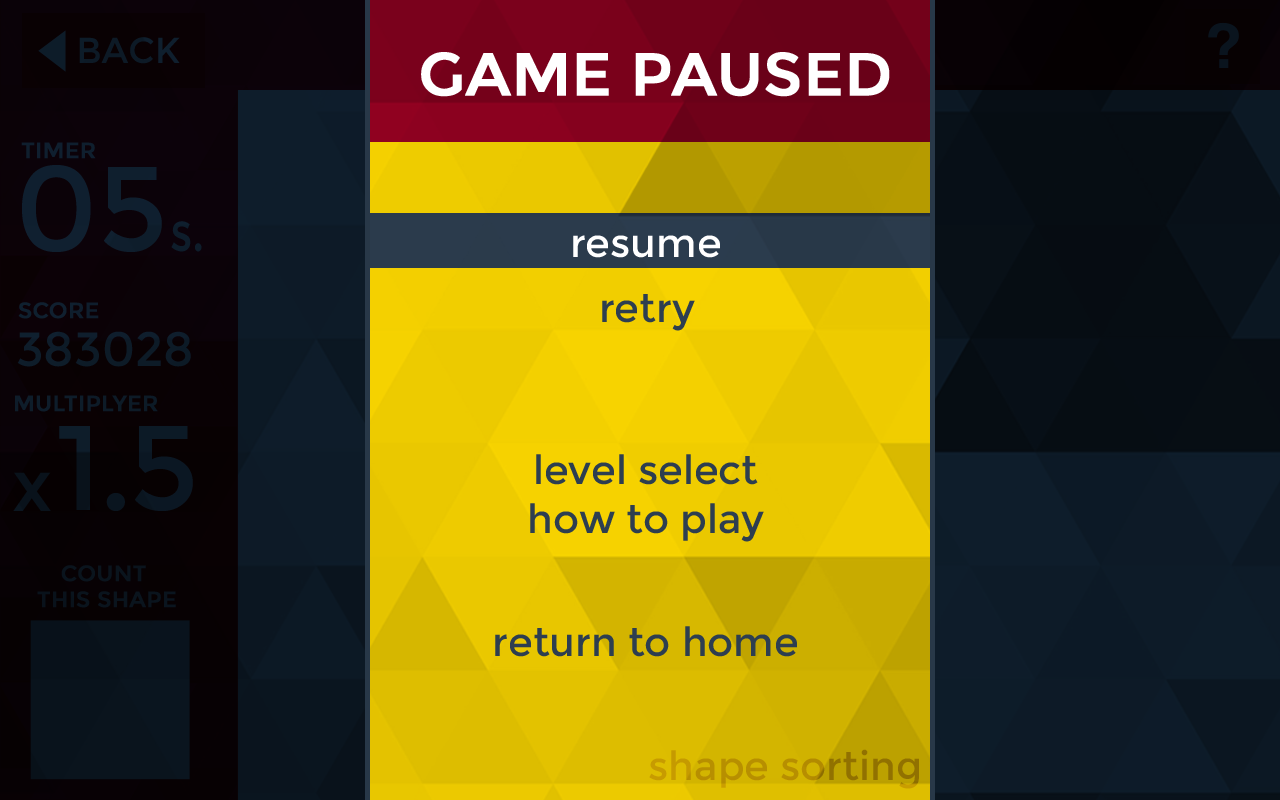 BACK
GAME PAUSED
?
TIMER
05 s.
SCORE
383028
MULTIPLYER
x1.5
COUNT
THIS SHAPE
resume
retry
level select
how to play
return to home
shape sorting